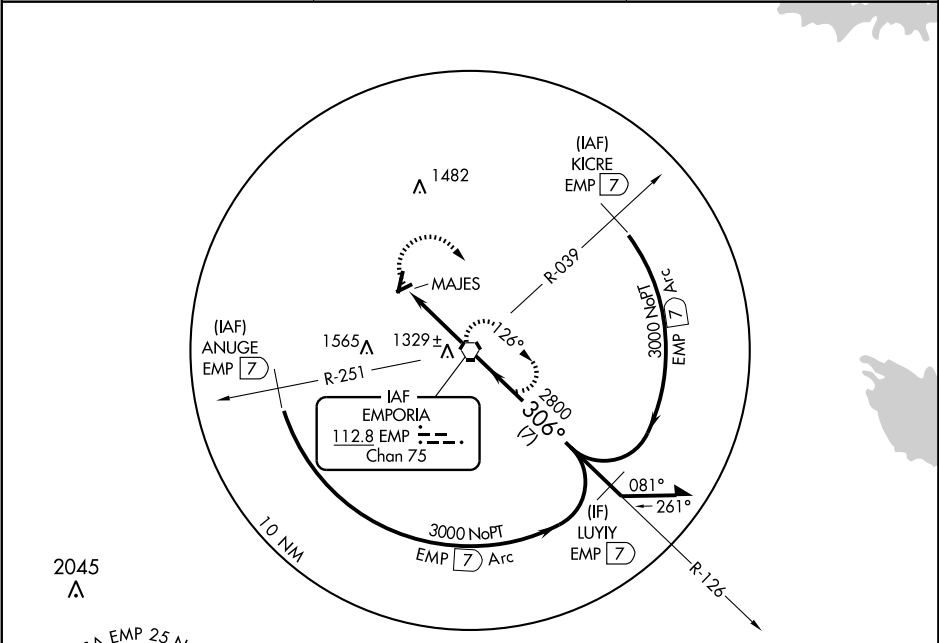 (IAF)
KICRE
EMP 7
1482
R-039
MAJES
3000 NoPT
EMP 7 Arc
(IAF)
ANUGE
EMP 7
1565
1329±
126°
R-251
IAF
EMPORIA
112.8 EMP
Chan 75
2800
306°
(7)
081°
261°
(IF)
LUYIY
EMP 7
3000 NoPT
EMP 7 Arc
10 NM
R-126
2045
EMP 25 N